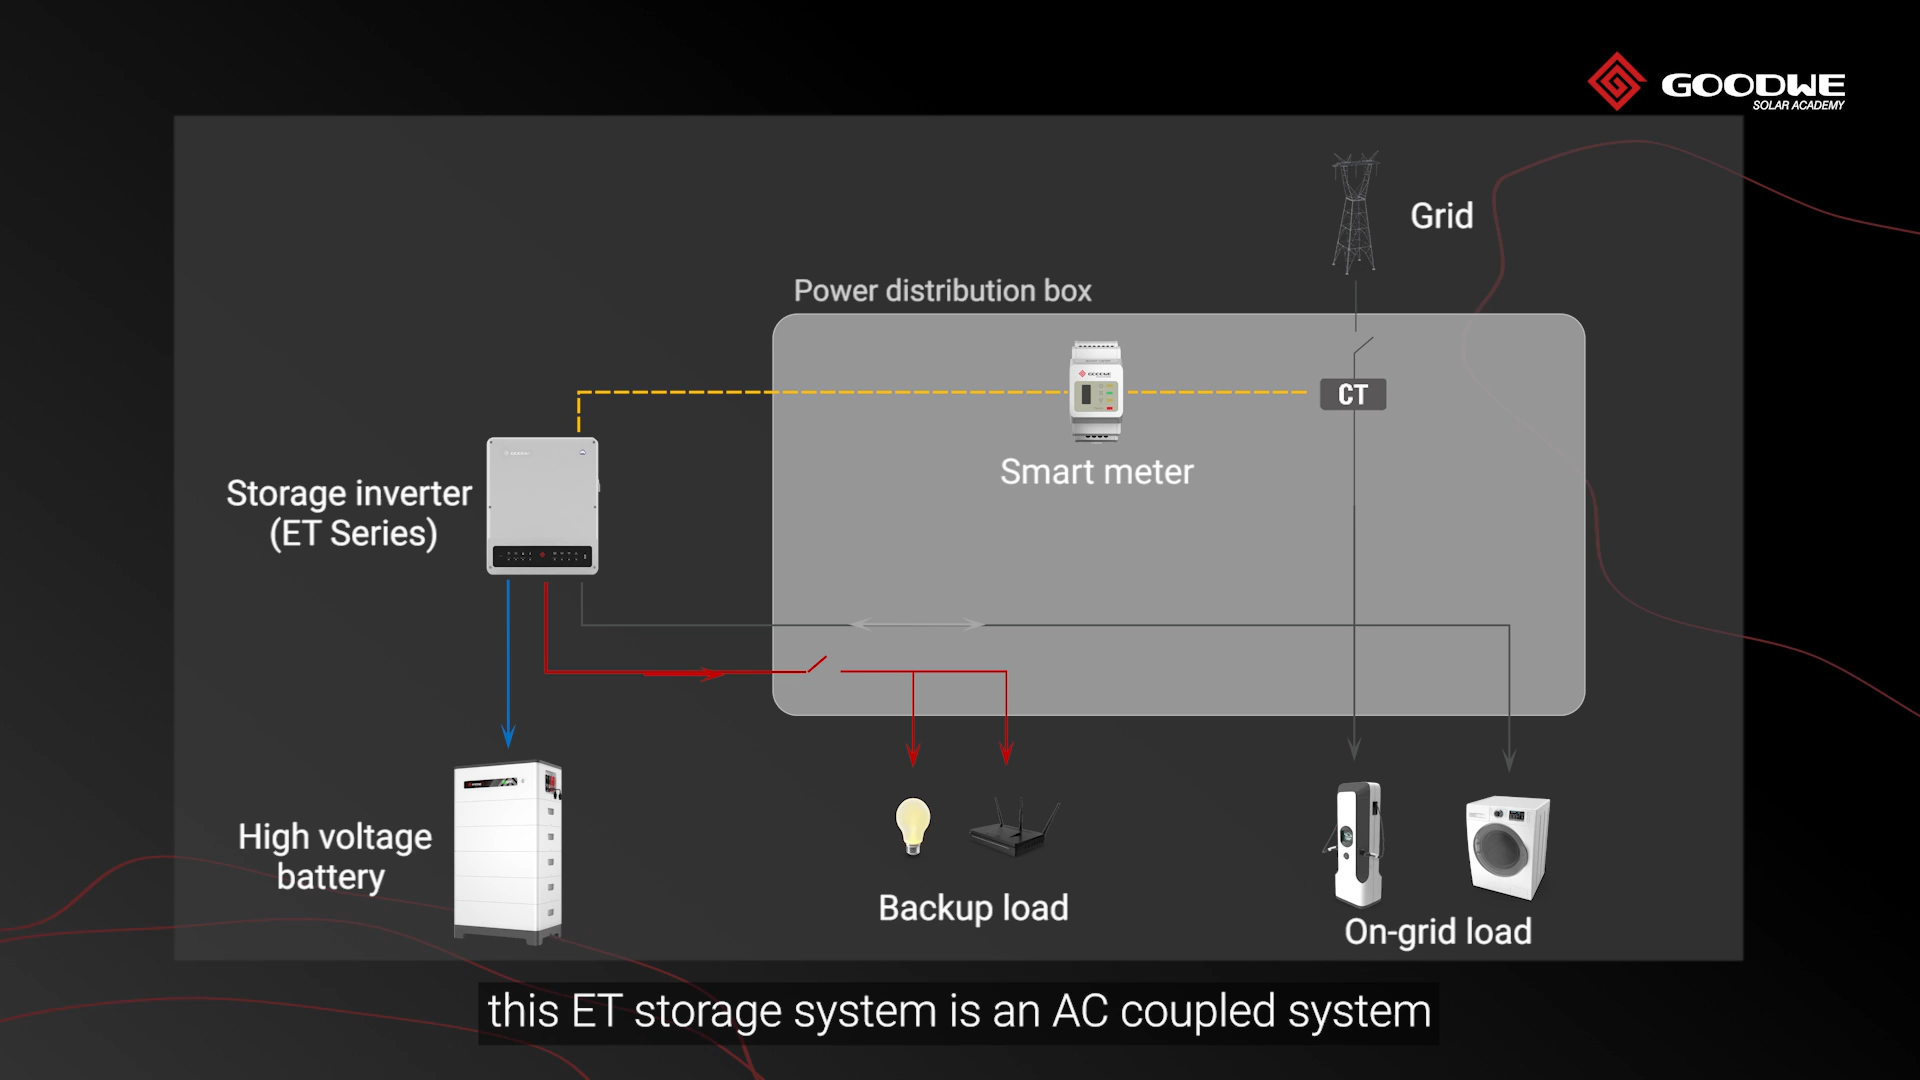 GOODWE
SOLAR ACADEMY
Grid
Power distribution box
GOODWE
CT
Smart meter
Storage inverter
(ET Series)
High voltage
battery
Backup load
On-grid load
this ET storage system is an AC coupled system